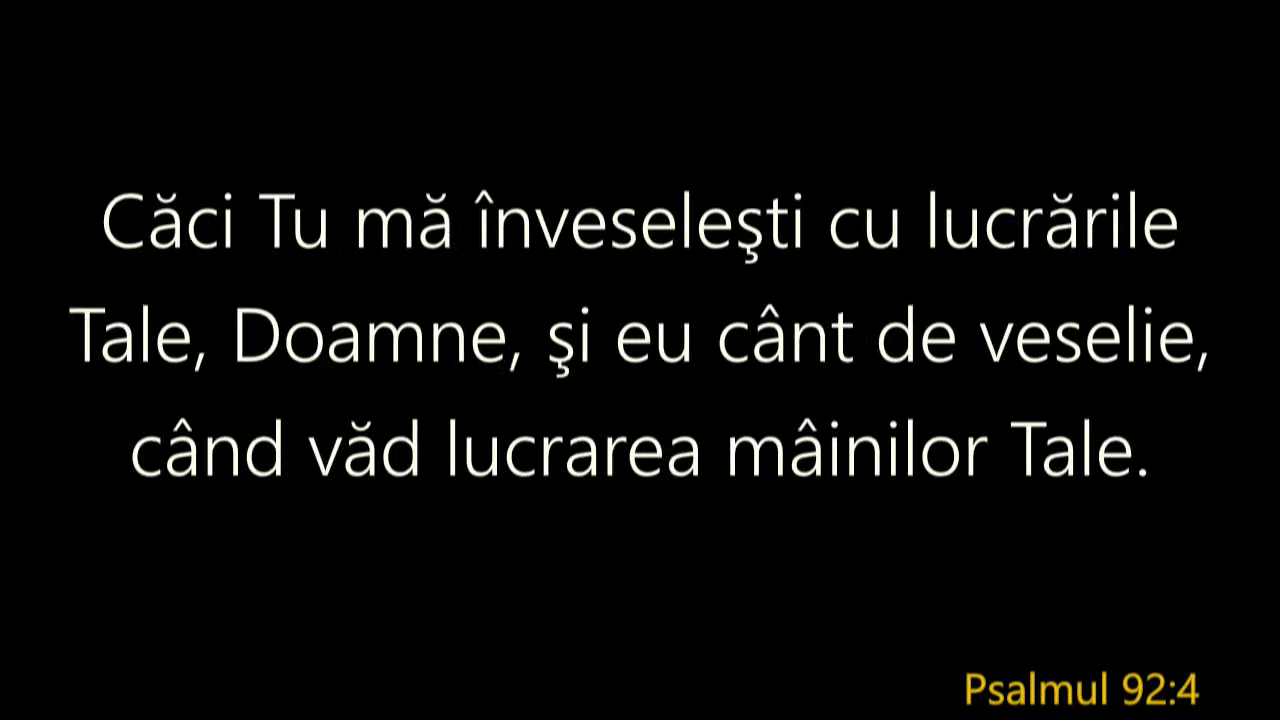 Căci Tu mă înveseleşti cu lucrările
Tale, Doamne, şi eu cânt de veselie,
când văd lucrarea mâinilor Tale.
Psalmul 92:4